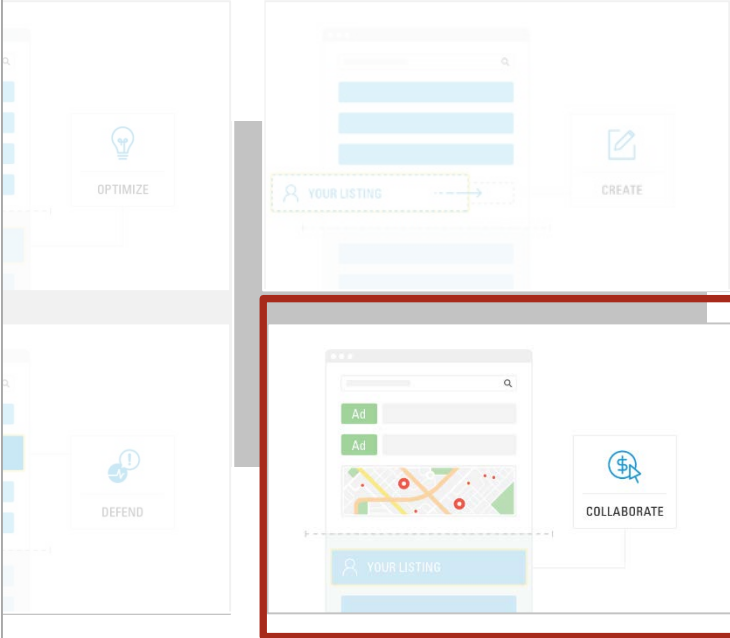 OPTIMIZE
YOUR LISTING
CREATE
DEFEND
Ad
Ad
COLLABORATE
YOUR LISTING